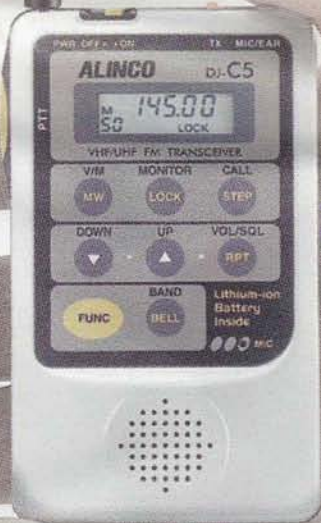 PWR OFF ON TX MIC/EAR
ALINCO DJ-C5
PTT
M 145.00
50 LOCK
VHF/UHF FM TRANSCEIVER
V/M MONITOR CALL
MW LOCK STEP
DOWN UP VOL/SQL
RPT
BAND
FUNC BELL
Lithium-ion
Battery
Inside
MIC